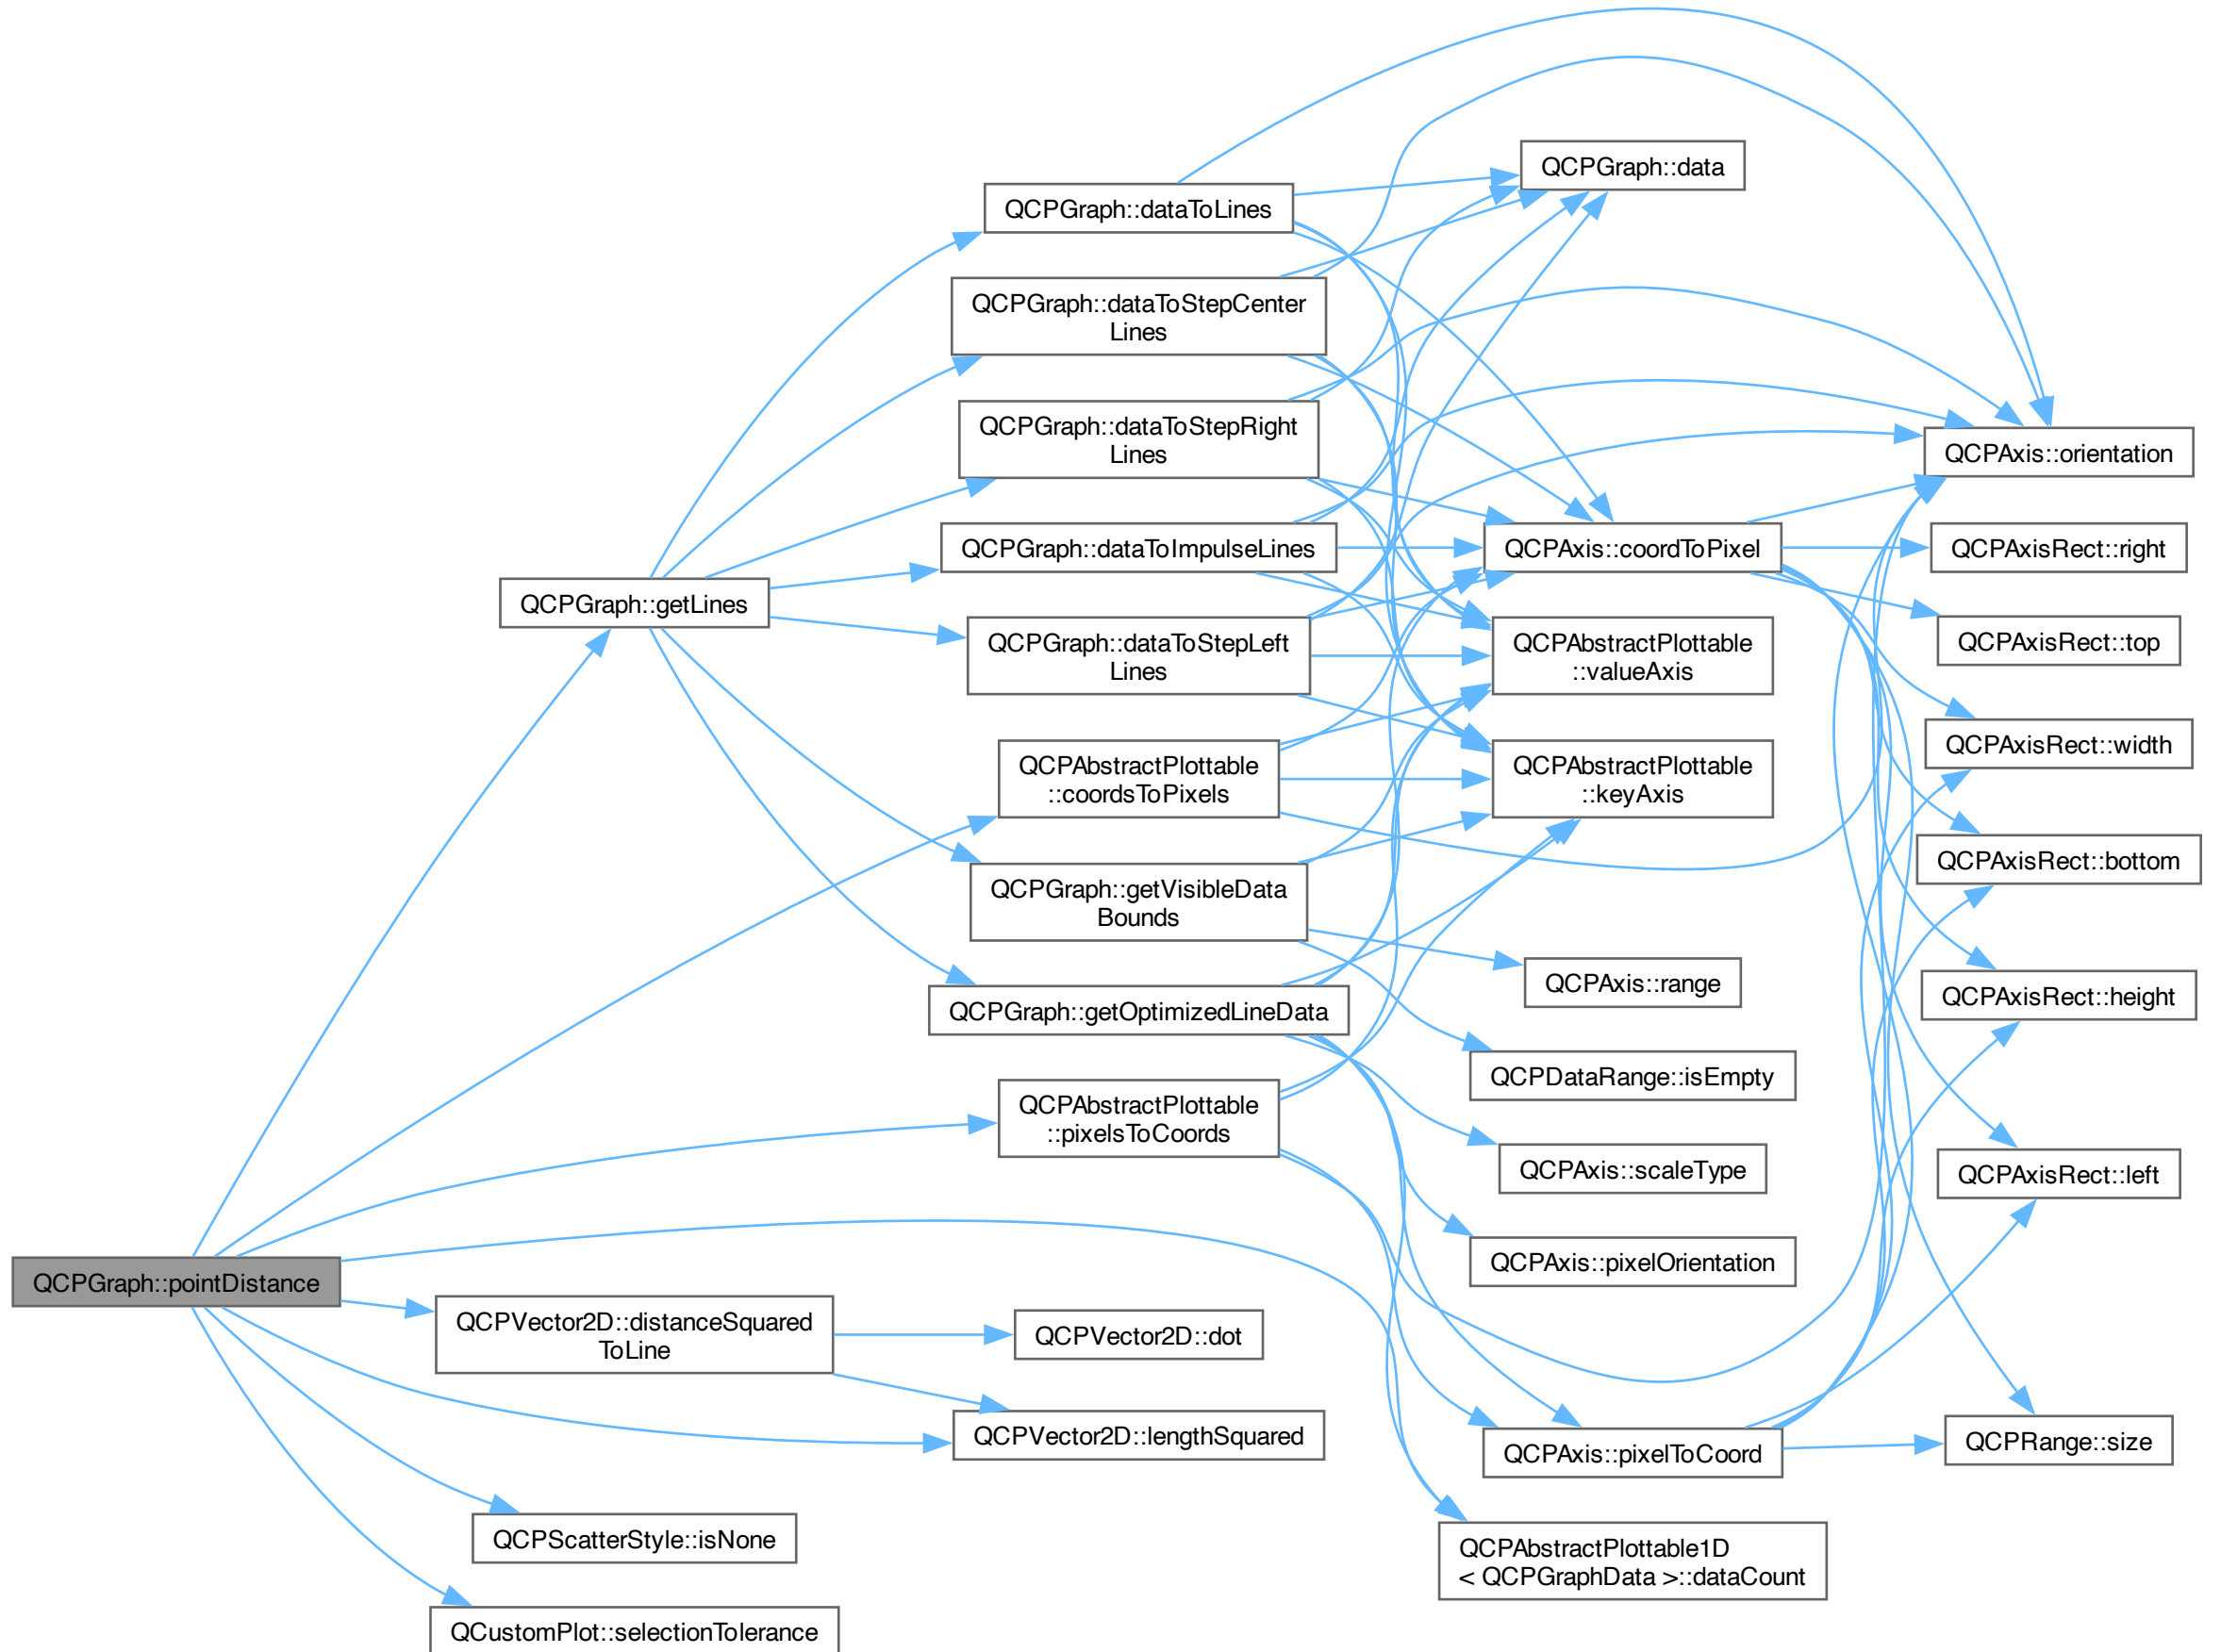 QCPGraph::pointDistance
QCPGraph::getLines
QCPVector2D::distanceSquared
ToLine
QCPScatterStyle::isNone
QCustomPlot::selectionTolerance
QCPGraph::dataToLines
QCPGraph::dataToStepCenter
Lines
QCPGraph::dataToStepRight
Lines
QCPGraph::dataToImpulseLines
QCPGraph::dataToStepLeft
Lines
QCPAbstractPlottable
::coordsToPixels
QCPGraph::getVisibleData
Bounds
QCPGraph::getOptimizedLineData
QCPAbstractPlottable
::pixelsToCoords
QCPVector2D::dot
QCPVector2D::lengthSquared
QCPGraph::data
QCPAxis::coordToPixel
QCPAbstractPlottable
::valueAxis
QCPAbstractPlottable
::keyAxis
QCPAxis::range
QCPDataRange::isEmpty
QCPAxis::scaleType
QCPAxis::pixelOrientation
QCPAxis::pixelToCoord
QCPAbstractPlottable1D
< QCPGraphData >::dataCount
QCPAxis::orientation
QCPAxisRect::right
QCPAxisRect::top
QCPAxisRect::width
QCPAxisRect::bottom
QCPAxisRect::height
QCPAxisRect::left
QCPRange::size